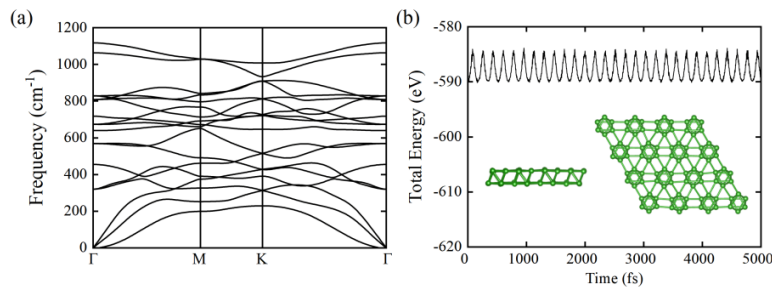 (a)
Frequency (cm⁻¹)
1200
1000
800
600
400
200
0
Γ M K Γ
(b)
Total Energy (eV)
-580
-590
-600
-610
-620
0 1000 2000 3000 4000 5000
Time (fs)